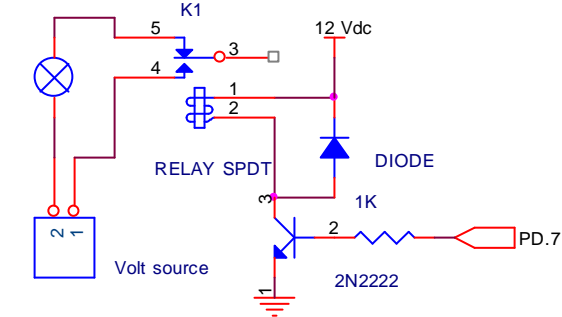 K1
12 Vdc
5
3
4
1
2
RELAY SPDT
DIODE
3
1K
2
PD.7
2
1
Volt source
2N2222
1